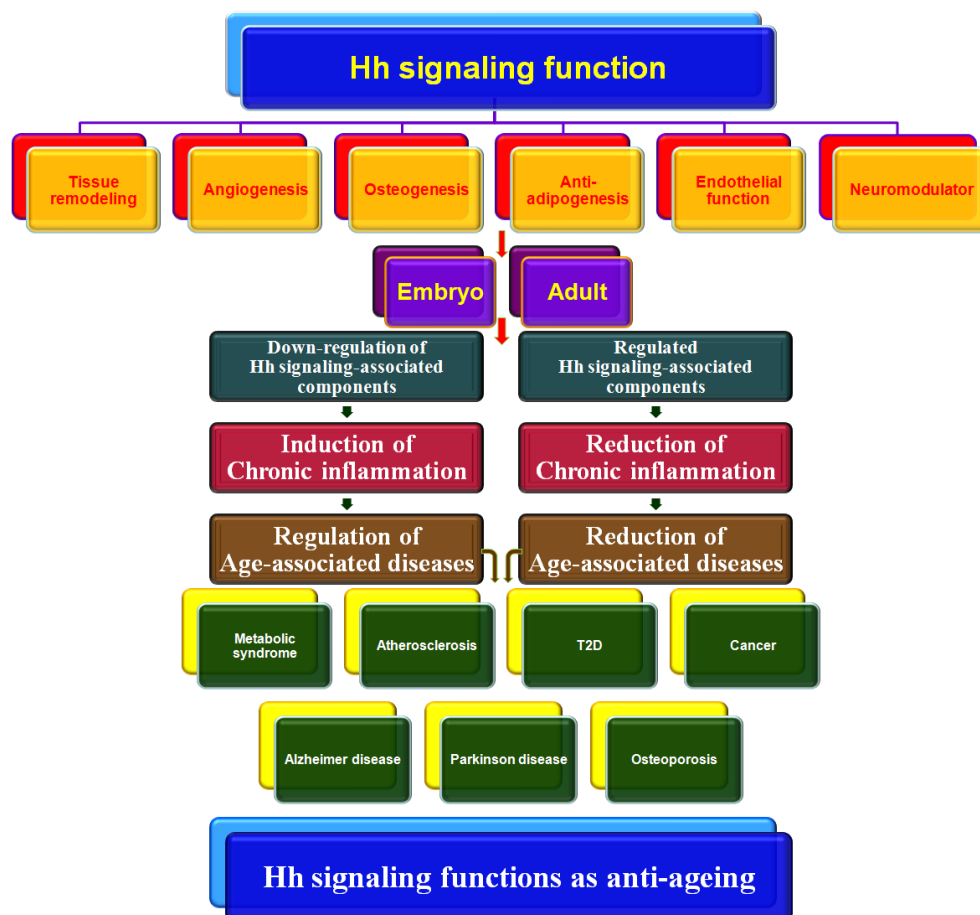 Hh signaling function
Tissue
remodeling
Angiogenesis
Osteogenesis
Anti-
adipogenesis
Endothelial
function
Neuromodulator
Embryo
Adult
Down-regulation of
Hh signaling-associated
components
Regulated
Hh signaling-associated
components
Induction of
Chronic inflammation
Reduction of
Chronic inflammation
Regulation of
Age-associated diseases
Reduction of
Age-associated diseases
Metabolic
syndrome
Atherosclerosis
T2D
Cancer
Alzheimer disease
Parkinson disease
Osteoporosis
Hh signaling functions as anti-ageing